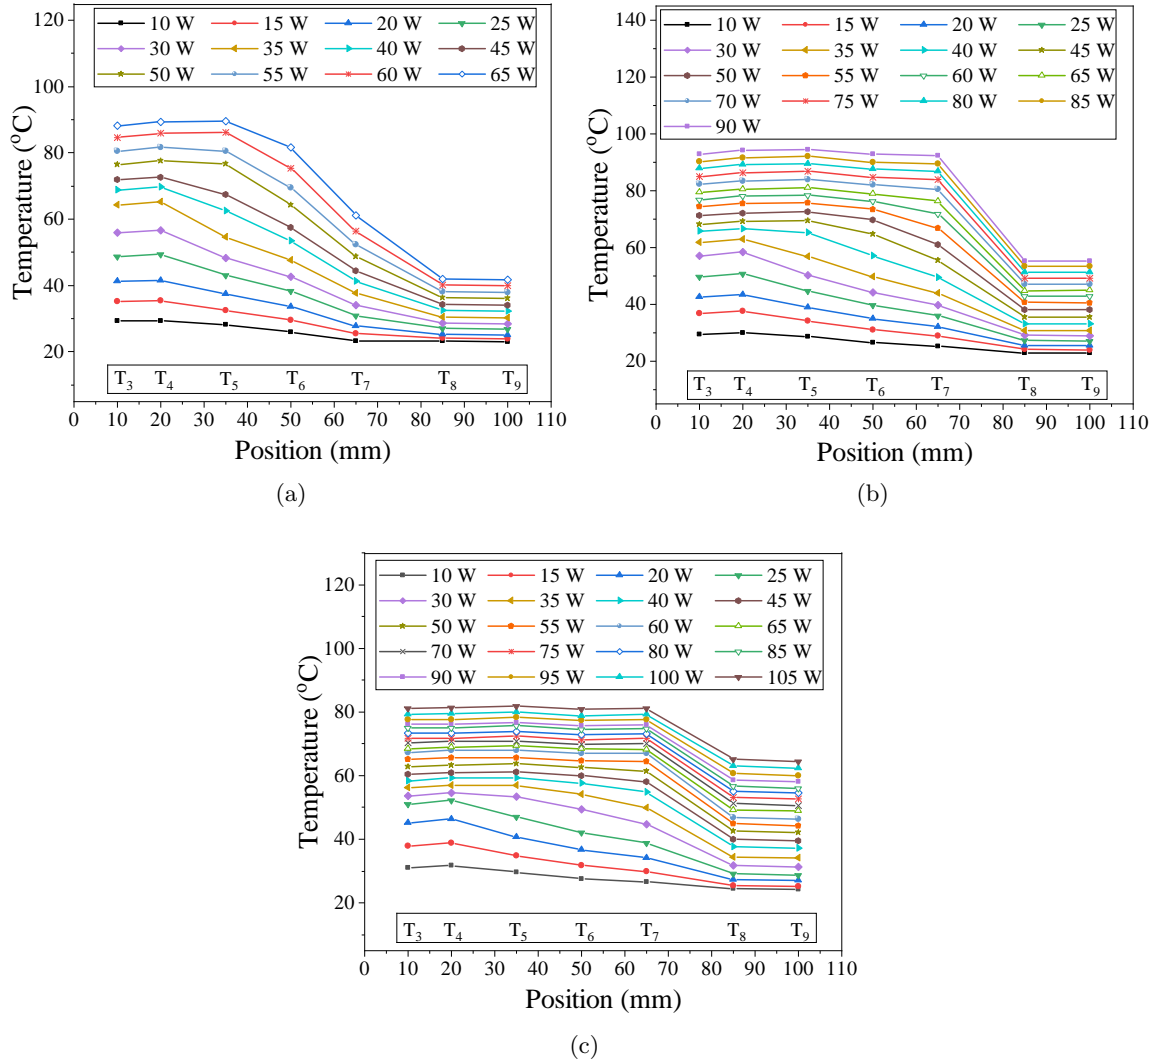 10 W 15 W 20 W 25 W
30 W 35 W 40 W 45 W
50 W 55 W 60 W 65 W
120
100
80
60
40
20
Temperature (°C)
T3 T4 T5 T6 T7 T8 T9
0 10 20 30 40 50 60 70 80 90 100 110
Position (mm)
(a)
10 W 15 W 20 W 25 W
30 W 35 W 40 W 45 W
50 W 55 W 60 W 65 W
70 W 75 W 80 W 85 W
90 W
140
120
100
80
60
40
20
Temperature (°C)
T3 T4 T5 T6 T7 T8 T9
0 10 20 30 40 50 60 70 80 90 100 110
Position (mm)
(b)
10 W 15 W 20 W 25 W
30 W 35 W 40 W 45 W
50 W 55 W 60 W 65 W
70 W 75 W 80 W 85 W
90 W 95 W 100 W 105 W
120
100
80
60
40
20
Temperature (°C)
T3 T4 T5 T6 T7 T8 T9
0 10 20 30 40 50 60 70 80 90 100 110
Position (mm)
(c)